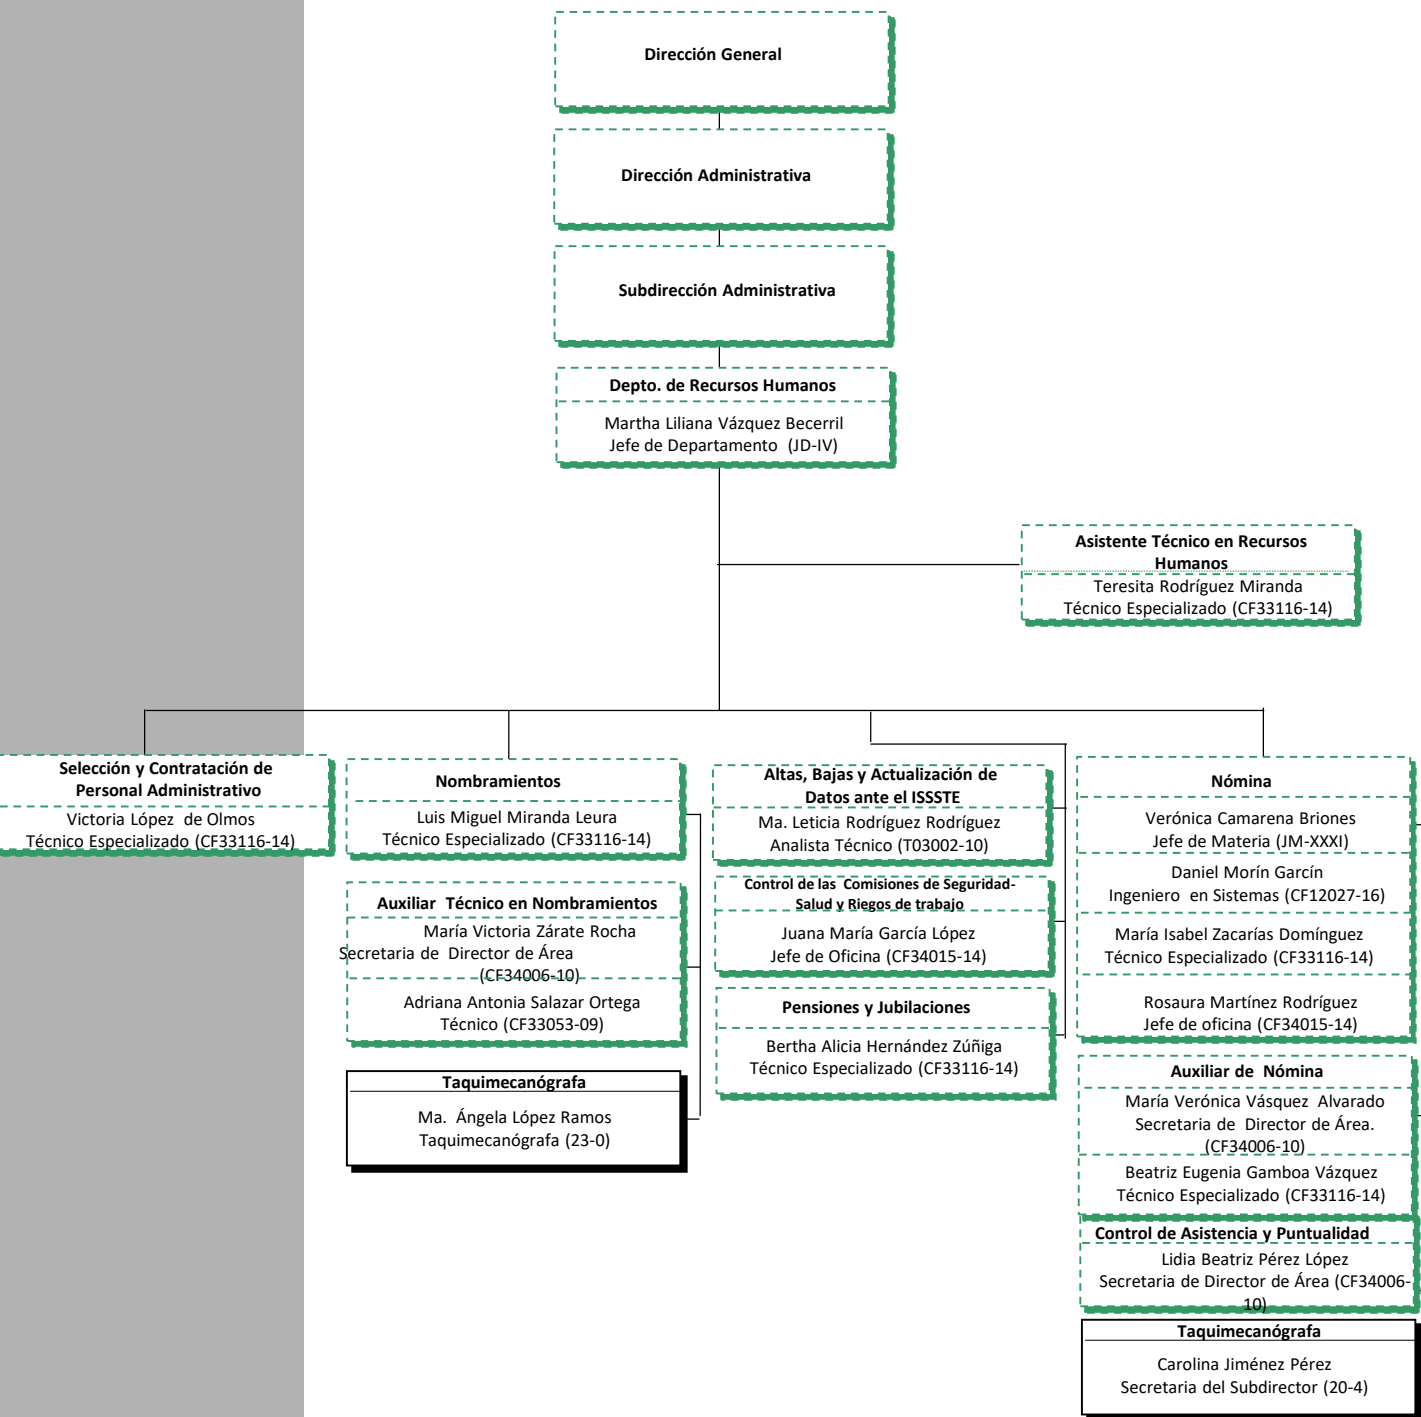 Dirección General
Dirección Administrativa
Subdirección Administrativa
Depto. de Recursos Humanos
Martha Liliana Vázquez Becerril
Jefe de Departamento (JD-IV)
Asistente Técnico en Recursos
Humanos
Teresita Rodríguez Miranda
Técnico Especializado (CF33116-14)
Selección y Contratación de
Personal Administrativo
Victoria López de Olmos
Técnico Especializado (CF33116-14)
Nombramientos
Luis Miguel Miranda Leura
Técnico Especializado (CF33116-14)
Auxiliar Técnico en Nombramientos
María Victoria Zárate Rocha
Secretaria de Director de Área
(CF34006-10)
Adriana Antonia Salazar Ortega
Técnico (CF33053-09)
Taquimecanógrafa
Ma. Ángela López Ramos
Taquimecanógrafa (23-0)
Altas, Bajas y Actualización de
Datos ante el ISSSTE
Ma. Leticia Rodríguez Rodríguez
Analista Técnico (T03002-10)
Control de las Comisiones de Seguridad-
Salud y Riegos de trabajo
Juana María García López
Jefe de Oficina (CF34015-14)
Pensiones y Jubilaciones
Bertha Alicia Hernández Zúñiga
Técnico Especializado (CF33116-14)
Nómina
Verónica Camarena Briones
Jefe de Materia (JM-XXXI)
Daniel Morín Garcín
Ingeniero en Sistemas (CF12027-16)
María Isabel Zacarías Domínguez
Técnico Especializado (CF33116-14)
Rosaura Martínez Rodríguez
Jefe de oficina (CF34015-14)
Auxiliar de Nómina
María Verónica Vásquez Alvarado
Secretaria de Director de Área.
(CF34006-10)
Beatriz Eugenia Gamboa Vázquez
Técnico Especializado (CF33116-14)
Control de Asistencia y Puntualidad
Lidia Beatriz Pérez López
Secretaria de Director de Área (CF34006-
10)
Taquimecanógrafa
Carolina Jiménez Pérez
Secretaria del Subdirector (20-4)